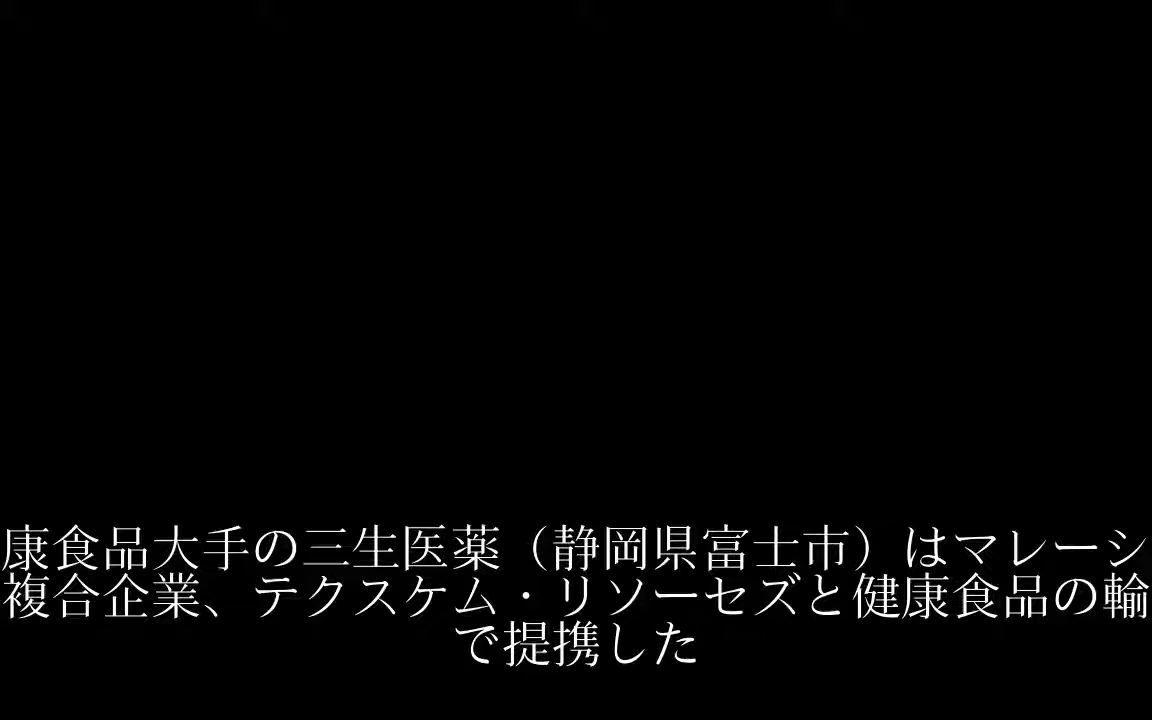 康食品大手の三生医薬（静岡県富士市）はマレーシ
複合企業、テクスケム・リソーセズと健康食品の輸
で提携した